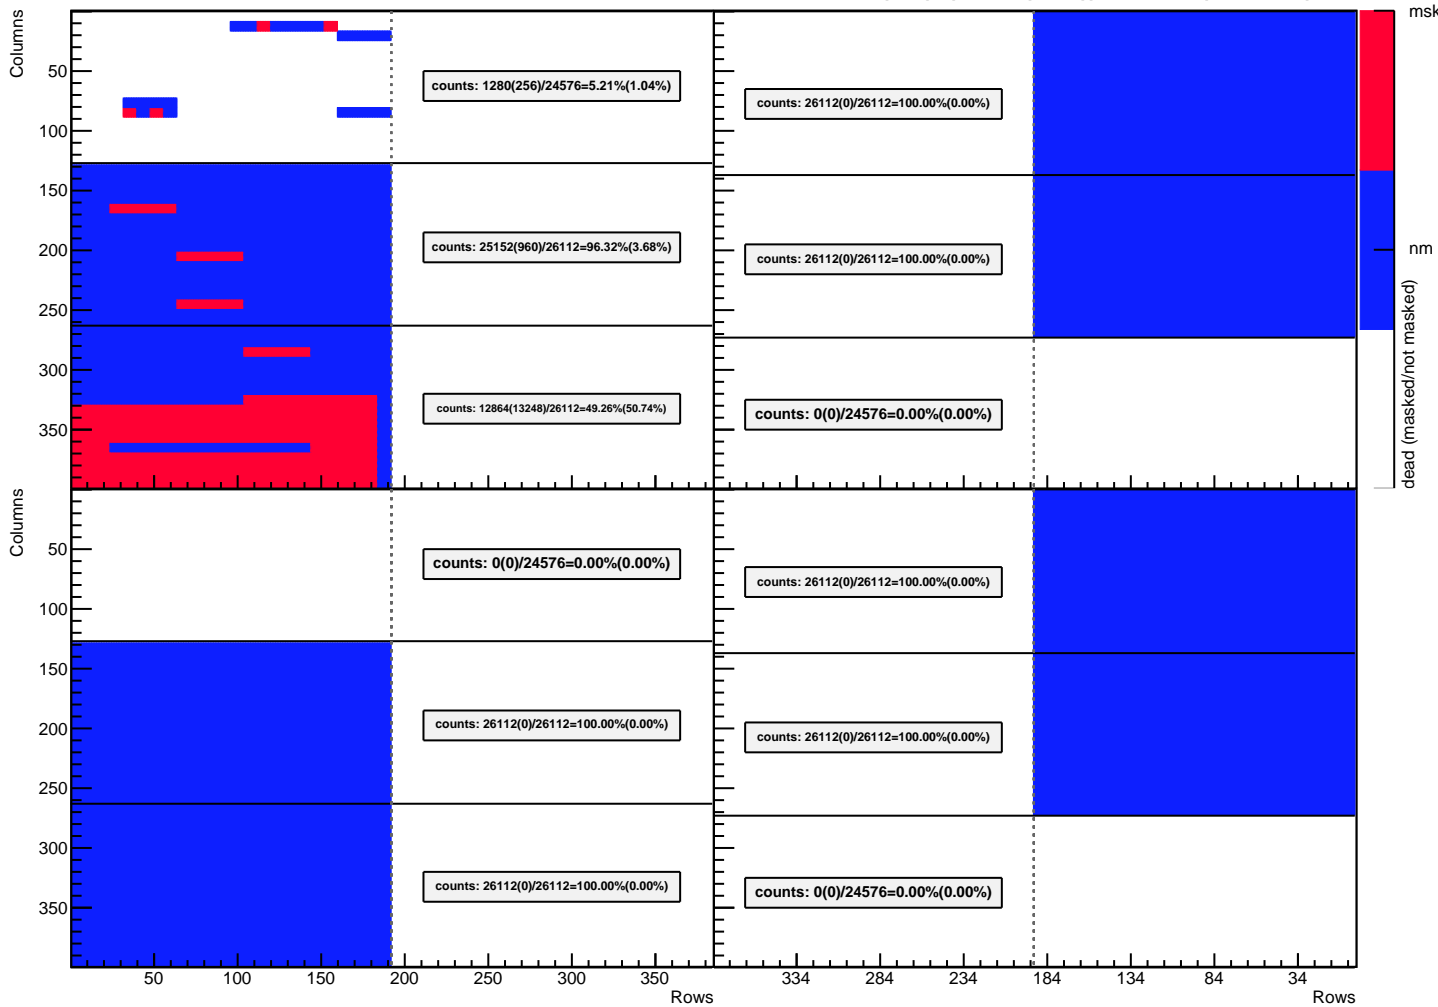 msk
nm
dead (masked/not masked)
Columns
50
100
150
200
250
300
350
counts: 1280(256)/24576=5.21%(1.04%)
counts: 25152(960)/26112=96.32%(3.68%)
counts: 12864(13248)/26112=49.26%(50.74%)
counts: 26112(0)/26112=100.00%(0.00%)
counts: 26112(0)/26112=100.00%(0.00%)
counts: 0(0)/24576=0.00%(0.00%)
Columns
50
100
150
200
250
300
350
counts: 0(0)/24576=0.00%(0.00%)
counts: 26112(0)/26112=100.00%(0.00%)
counts: 26112(0)/26112=100.00%(0.00%)
50 100 150 200 250 300 350
Rows
counts: 26112(0)/26112=100.00%(0.00%)
counts: 26112(0)/26112=100.00%(0.00%)
counts: 0(0)/24576=0.00%(0.00%)
334 284 234 184 134 84 34
Rows